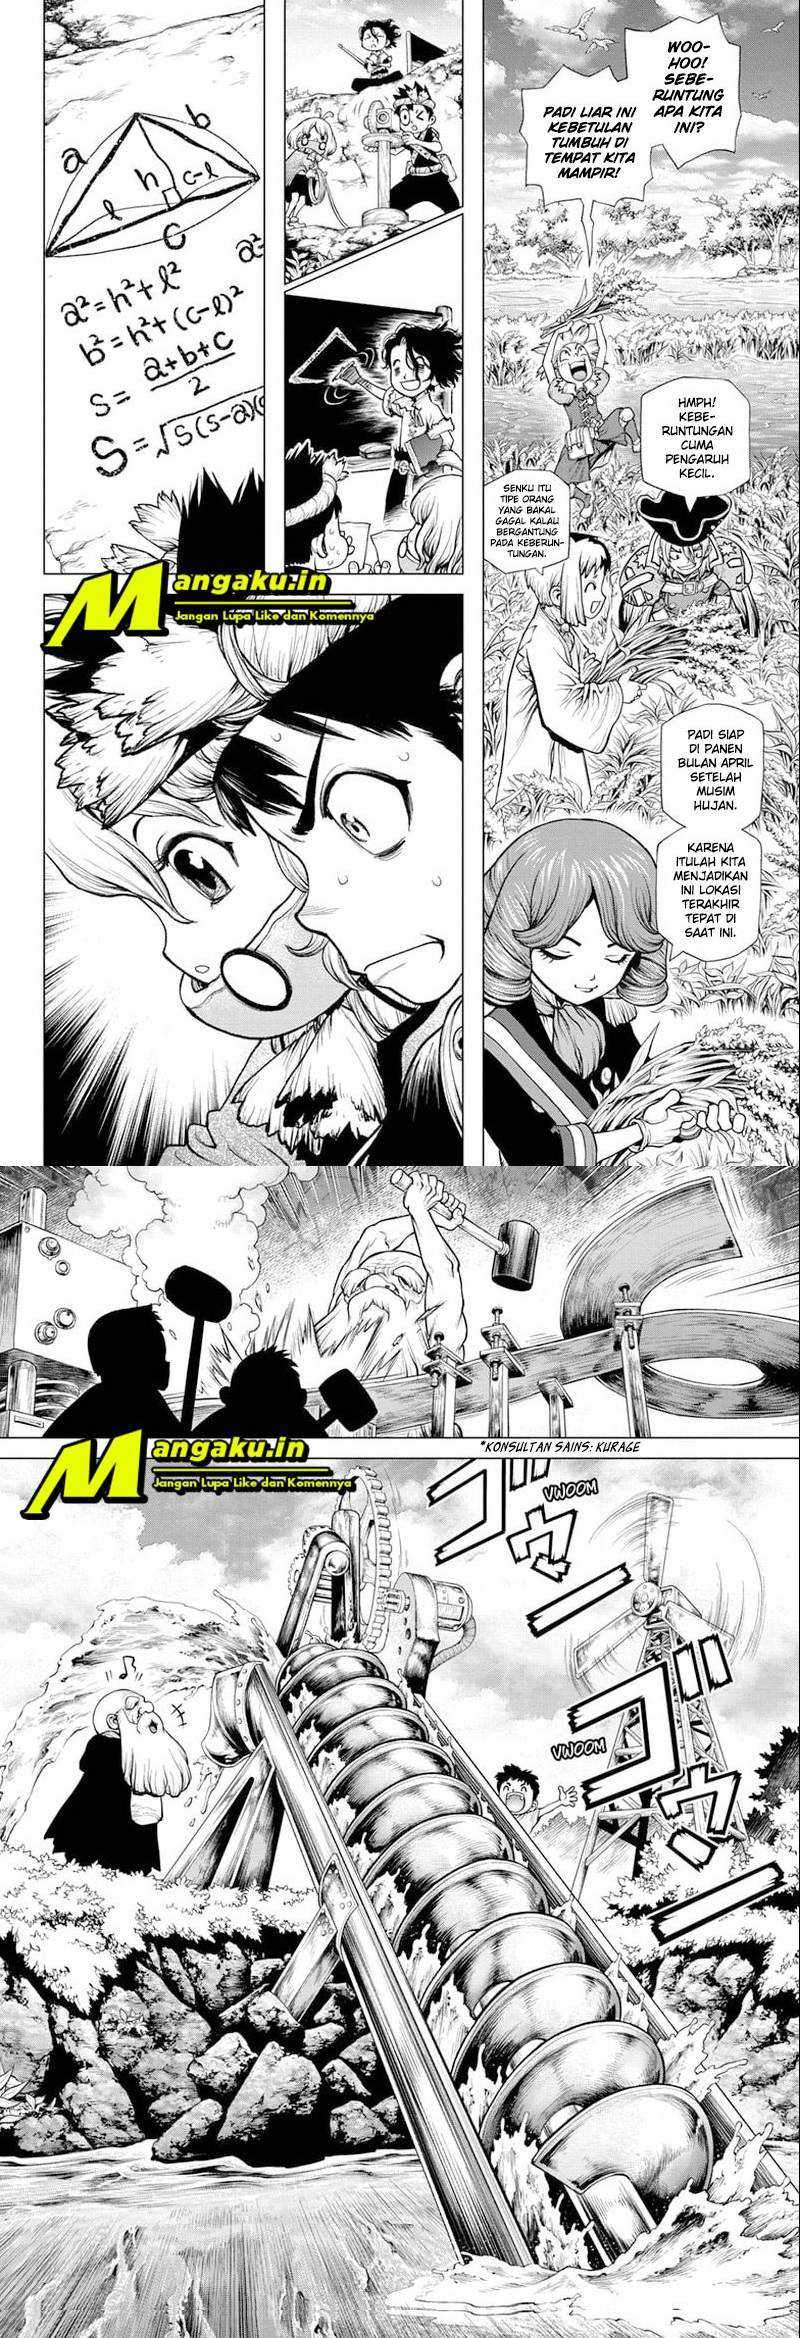 WOO-
HOO!
SEBE-
RUNTUNG
APA KITA
INI?
PADI LIAR INI
KEBETULAN
TUMBUH DI
TEMPAT KITA
MAMPIR!
HMPH!
KEBE-
RUNTUNGAN
CUMA
PENGARUH
KECIL.
SENKU ITU
TIPE ORANG
YANG BAKAL
GAGAL KALAU
BERGANTUNG
PADA KEBERUN-
TUNGAN.
PADI SIAP
DI PANEN
BULAN APRIL
SETELAH
MUSIM
HUJAN.
KARENA
ITULAH KITA
MENJADIKAN
INI LOKASI
TERAKHIR
TEPAT DI
SAAT INI.
a
b
h
l
c-l
c
a²=
a²=h²+l²
b²=h²+(c-l)²
s= a+b+c
2
S=√s(s-a)(
Mangaku.in
Jangan Lupa Like dan Komennya
*KONSULTAN SAINS: KURAGE
Mangaku.in
Jangan Lupa Like dan Komennya
ゴゥン
VWOOM
ゴゥン
VWOOM